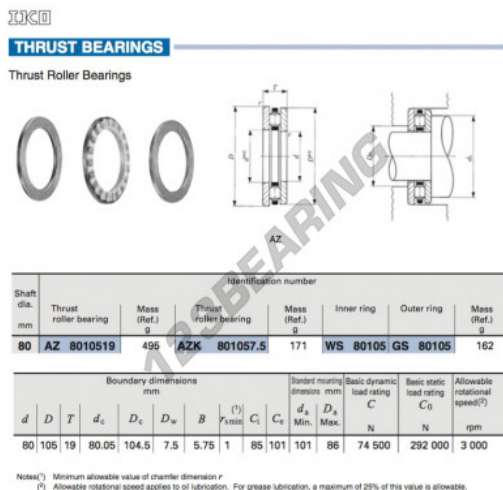 IKO
THRUST BEARINGS
Thrust Roller Bearings
T
r
r
D
d
AZ
123BEARING
Identification number
Shaft dia. mm | Thrust roller bearing | Mass (Ref.) g | Thrust roller bearing | Mass (Ref.) g | Inner ring | Outer ring | Mass (Ref.) g
80 AZ 8010519 495 AZK 801057.5 171 WS 80105 GS 80105 162
Boundary dimensions mm | Standard mounting dimensions mm | Basic dynamic load rating C N | Basic static load rating C0 N | Allowable rotational speed(2) rpm
d D T dc Dc Dw B rsmin(1) Ci Ce da Min. Da Max.
80 105 19 80.05 104.5 7.5 5.75 1 85 101 101 86 74 500 292 000 3 000
Notes(1) Minimum allowable value of chamfer dimension r
(2) Allowable rotational speed applies to oil lubrication. For grease lubrication, a maximum of 25% of this value is allowable.